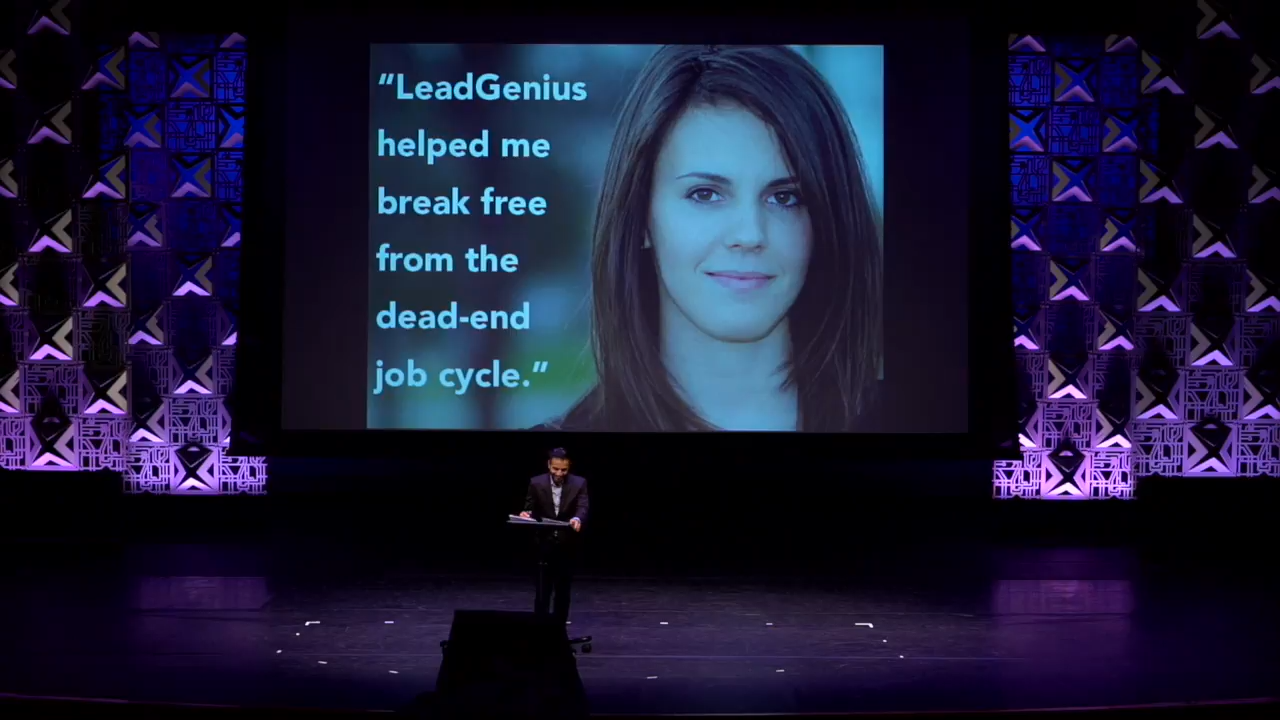 “LeadGenius
helped me
break free
from the
dead-end
job cycle.”